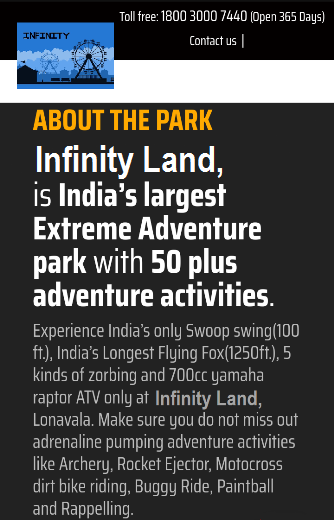 Toll free: 1800 3000 7440 (Open 365 Days)
INFINITY
Contact us |
ABOUT THE PARK
Infinity Land,
is India's largest
Extreme Adventure
park with 50 plus
adventure activities.
Experience India's only Swoop swing(100
ft.), India's Longest Flying Fox(1250ft.), 5
kinds of zorbing and 700cc yamaha
raptor ATV only at Infinity Land,
Lonavala. Make sure you do not miss out
adrenaline pumping adventure activities
like Archery, Rocket Ejector, Motocross
dirt bike riding, Buggy Ride, Paintball
and Rappelling.